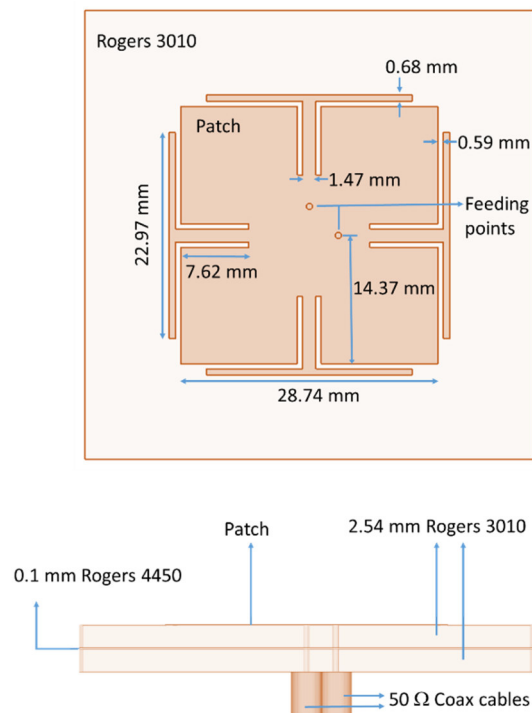 Rogers 3010
0.68 mm
Patch
0.59 mm
1.47 mm
Feeding
points
22.97 mm
7.62 mm
14.37 mm
28.74 mm
Patch
2.54 mm Rogers 3010
0.1 mm Rogers 4450
50 Ω Coax cables